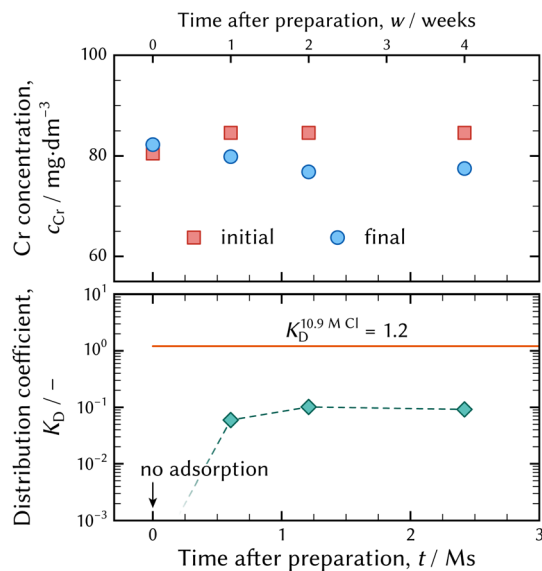 Time after preparation, w / weeks
0 1 2 4
Cr concentration,
c_Cr / mg·dm⁻³
100
80
60
initial final
Distribution coefficient,
K_D / –
10¹
10⁰
10⁻¹
10⁻²
10⁻³
K_D^10.9 M Cl = 1.2
no adsorption
0 1 2 3
Time after preparation, t / Ms